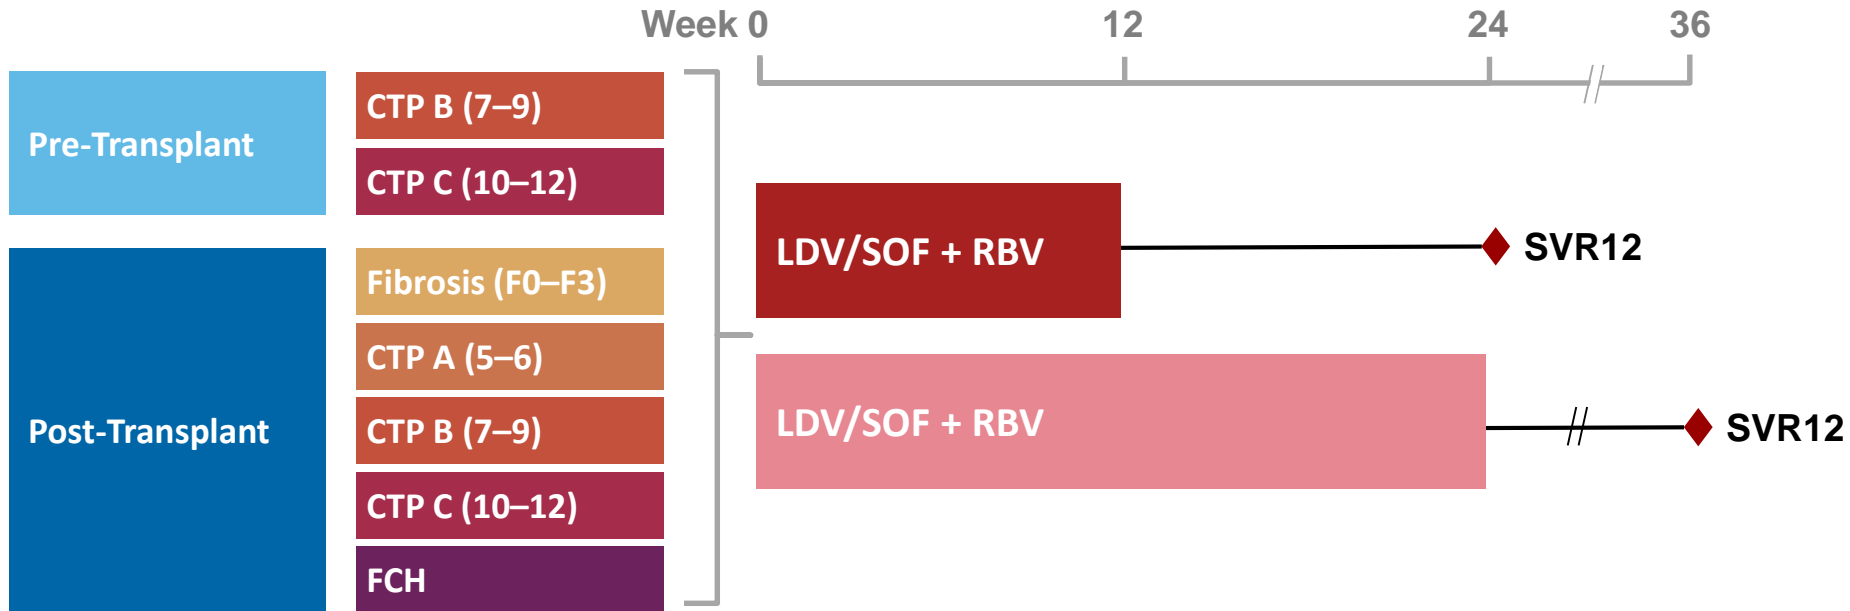 Week 0 12 24 36
Pre-Transplant
CTP B (7–9)
CTP C (10–12)
Post-Transplant
Fibrosis (F0–F3)
CTP A (5–6)
CTP B (7–9)
CTP C (10–12)
FCH
LDV/SOF + RBV
SVR12
LDV/SOF + RBV
SVR12